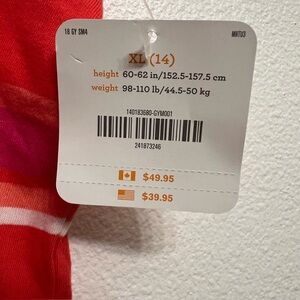 18 GY SM4
MHTU3
XL (14)
height 60-62 in/152.5-157.5 cm
weight 98-110 lb/44.5-50 kg
140183680-GYM001
241873246
$49.95
$39.95